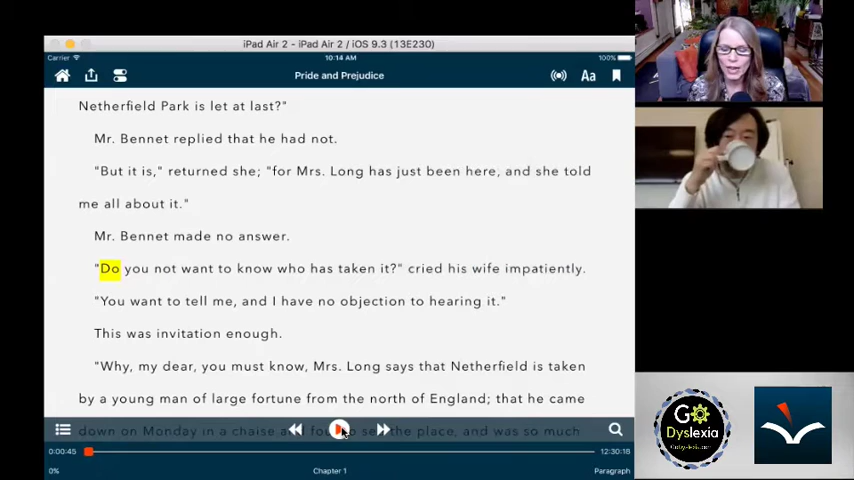 iPad Air 2 - iPad Air 2 / iOS 9.3 (13E230)
Carrier
10:14 AM
100%
Pride and Prejudice
Aa
Netherfield Park is let at last?"
Mr. Bennet replied that he had not.
"But it is," returned she; "for Mrs. Long has just been here, and she told
me all about it."
Mr. Bennet made no answer.
"Do you not want to know who has taken it?" cried his wife impatiently.
"You want to tell me, and I have no objection to hearing it."
This was invitation enough.
"Why, my dear, you must know, Mrs. Long says that Netherfield is taken
by a young man of large fortune from the north of England; that he came
down on Monday in a chaise and four to see the place, and was so much
0:00:45
12:30:18
0%
Chapter 1
Paragraph
GO
Dyslexia